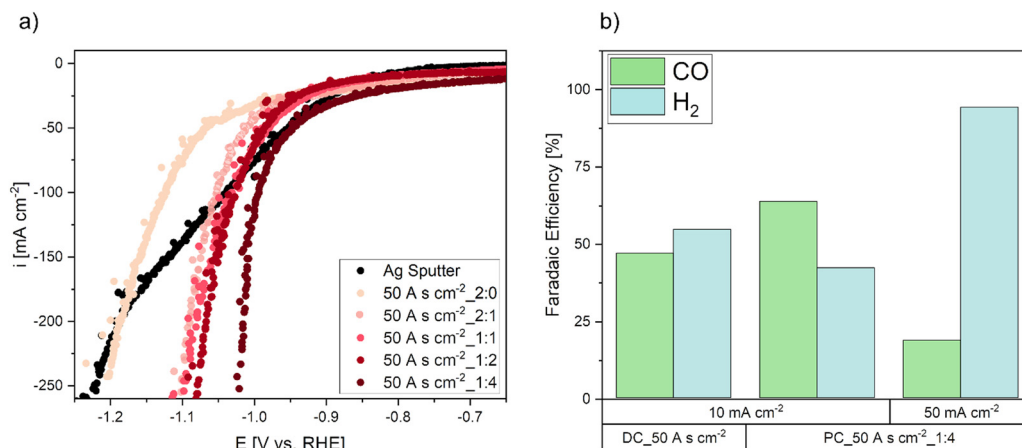 a)
0
-50
-100
-150
-200
-250
i [mA cm-2]
Ag Sputter
50 A s cm-2_2:0
50 A s cm-2_2:1
50 A s cm-2_1:1
50 A s cm-2_1:2
50 A s cm-2_1:4
-1.2 -1.1 -1.0 -0.9 -0.8 -0.7
E [V vs. RHE]
b)
CO
H2
100
75
50
25
0
Faradaic Efficiency [%]
10 mA cm-2 50 mA cm-2
DC_50 A s cm-2 PC_50 A s cm-2_1:4